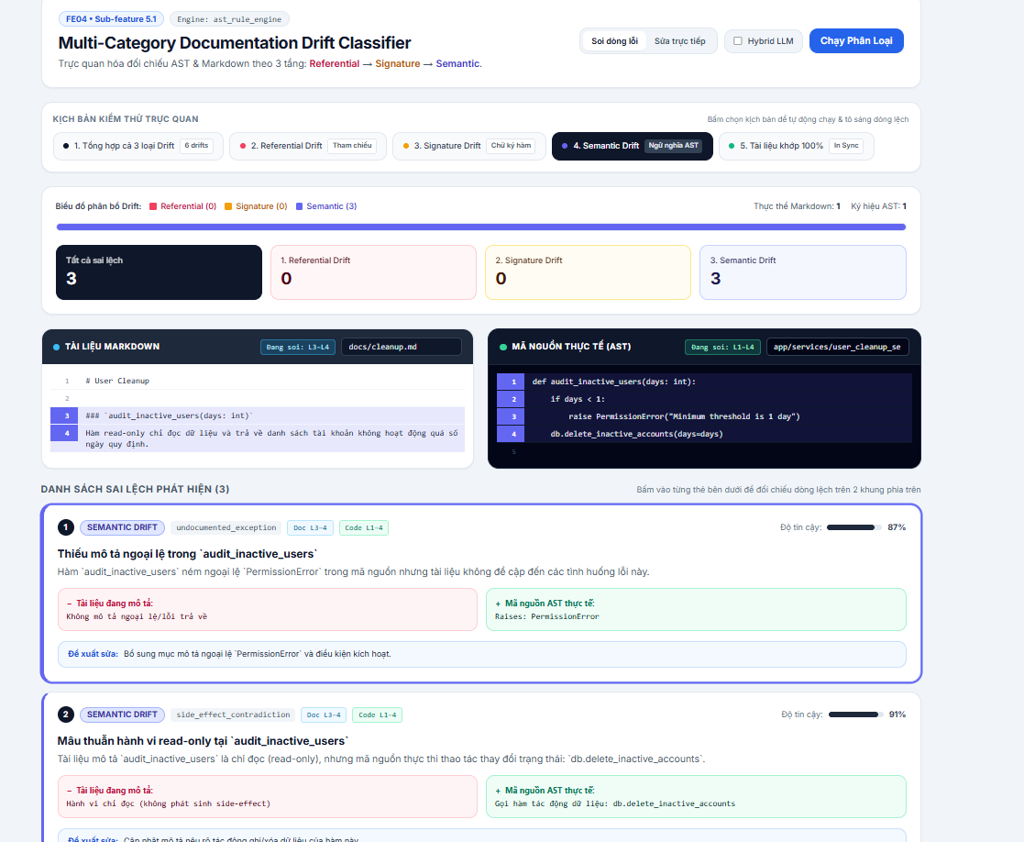 FE04 • Sub-feature 5.1 Engine: ast_rule_engine
Multi-Category Documentation Drift Classifier
Trực quan hóa đối chiếu AST & Markdown theo 3 tầng: Referential → Signature → Semantic.
Soi dòng lỗi Sửa trực tiếp Hybrid LLM Chạy Phân Loại
KỊCH BẢN KIỂM THỬ TRỰC QUAN Bấm chọn kịch bản để tự động chạy & tô sáng dòng lệch
1. Tổng hợp cả 3 loại Drift 6 drifts 2. Referential Drift Tham chiếu 3. Signature Drift Chữ ký hàm 4. Semantic Drift Ngữ nghĩa AST 5. Tài liệu khớp 100% In Sync
Biểu đồ phân bổ Drift: Referential (0) Signature (0) Semantic (3) Thực thể Markdown: 1 Ký hiệu AST: 1
Tất cả sai lệch 1. Referential Drift 2. Signature Drift 3. Semantic Drift
3 0 0 3
TÀI LIỆU MARKDOWN Đang soi: L3–L4 docs/cleanup.md
1 # User Cleanup
2
3 ### `audit_inactive_users(days: int)`
4 Hàm read-only chỉ đọc dữ liệu và trả về danh sách tài khoản không hoạt động quá số
ngày quy định.
MÃ NGUỒN THỰC TẾ (AST) Đang soi: L1–L4 app/services/user_cleanup_se
1 def audit_inactive_users(days: int):
2 if days < 1:
3 raise PermissionError("Minimum threshold is 1 day")
4 db.delete_inactive_accounts(days=days)
5
DANH SÁCH SAI LỆCH PHÁT HIỆN (3) Bấm vào từng thẻ bên dưới để đối chiếu dòng lệch trên 2 khung phía trên
1 SEMANTIC DRIFT undocumented_exception Doc L3–4 Code L1–4 Độ tin cậy: 87%
Thiếu mô tả ngoại lệ trong `audit_inactive_users`
Hàm `audit_inactive_users` ném ngoại lệ `PermissionError` trong mã nguồn nhưng tài liệu không đề cập đến các tình huống lỗi này.
− Tài liệu đang mô tả:
Không mô tả ngoại lệ/lỗi trả về
+ Mã nguồn AST thực tế:
Raises: PermissionError
Đề xuất sửa: Bổ sung mục mô tả ngoại lệ `PermissionError` và điều kiện kích hoạt.
2 SEMANTIC DRIFT side_effect_contradiction Doc L3–4 Code L1–4 Độ tin cậy: 91%
Mâu thuẫn hành vi read-only tại `audit_inactive_users`
Tài liệu mô tả `audit_inactive_users` là chỉ đọc (read-only), nhưng mã nguồn thực thi thao tác thay đổi trạng thái: `db.delete_inactive_accounts`.
− Tài liệu đang mô tả:
Hành vi chỉ đọc (không phát sinh side-effect)
+ Mã nguồn AST thực tế:
Gọi hàm tác động dữ liệu: db.delete_inactive_accounts
Đề xuất sửa: Cập nhật mô tả nêu rõ tác động ghi/xóa dữ liệu của hàm này.